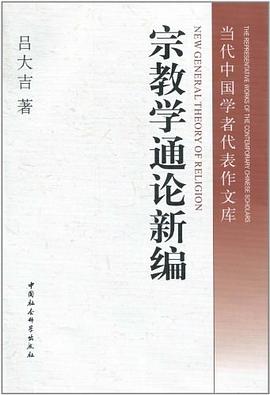 当代中国学者代表作文库
THE REPRESENTATIVE WORKS OF THE CONTEMPORARY CHINESE SCHOLARS
宗教学通论新编
NEW GENERAL THEORY OF RELIGION
吕大吉 著
中国社会科学出版社